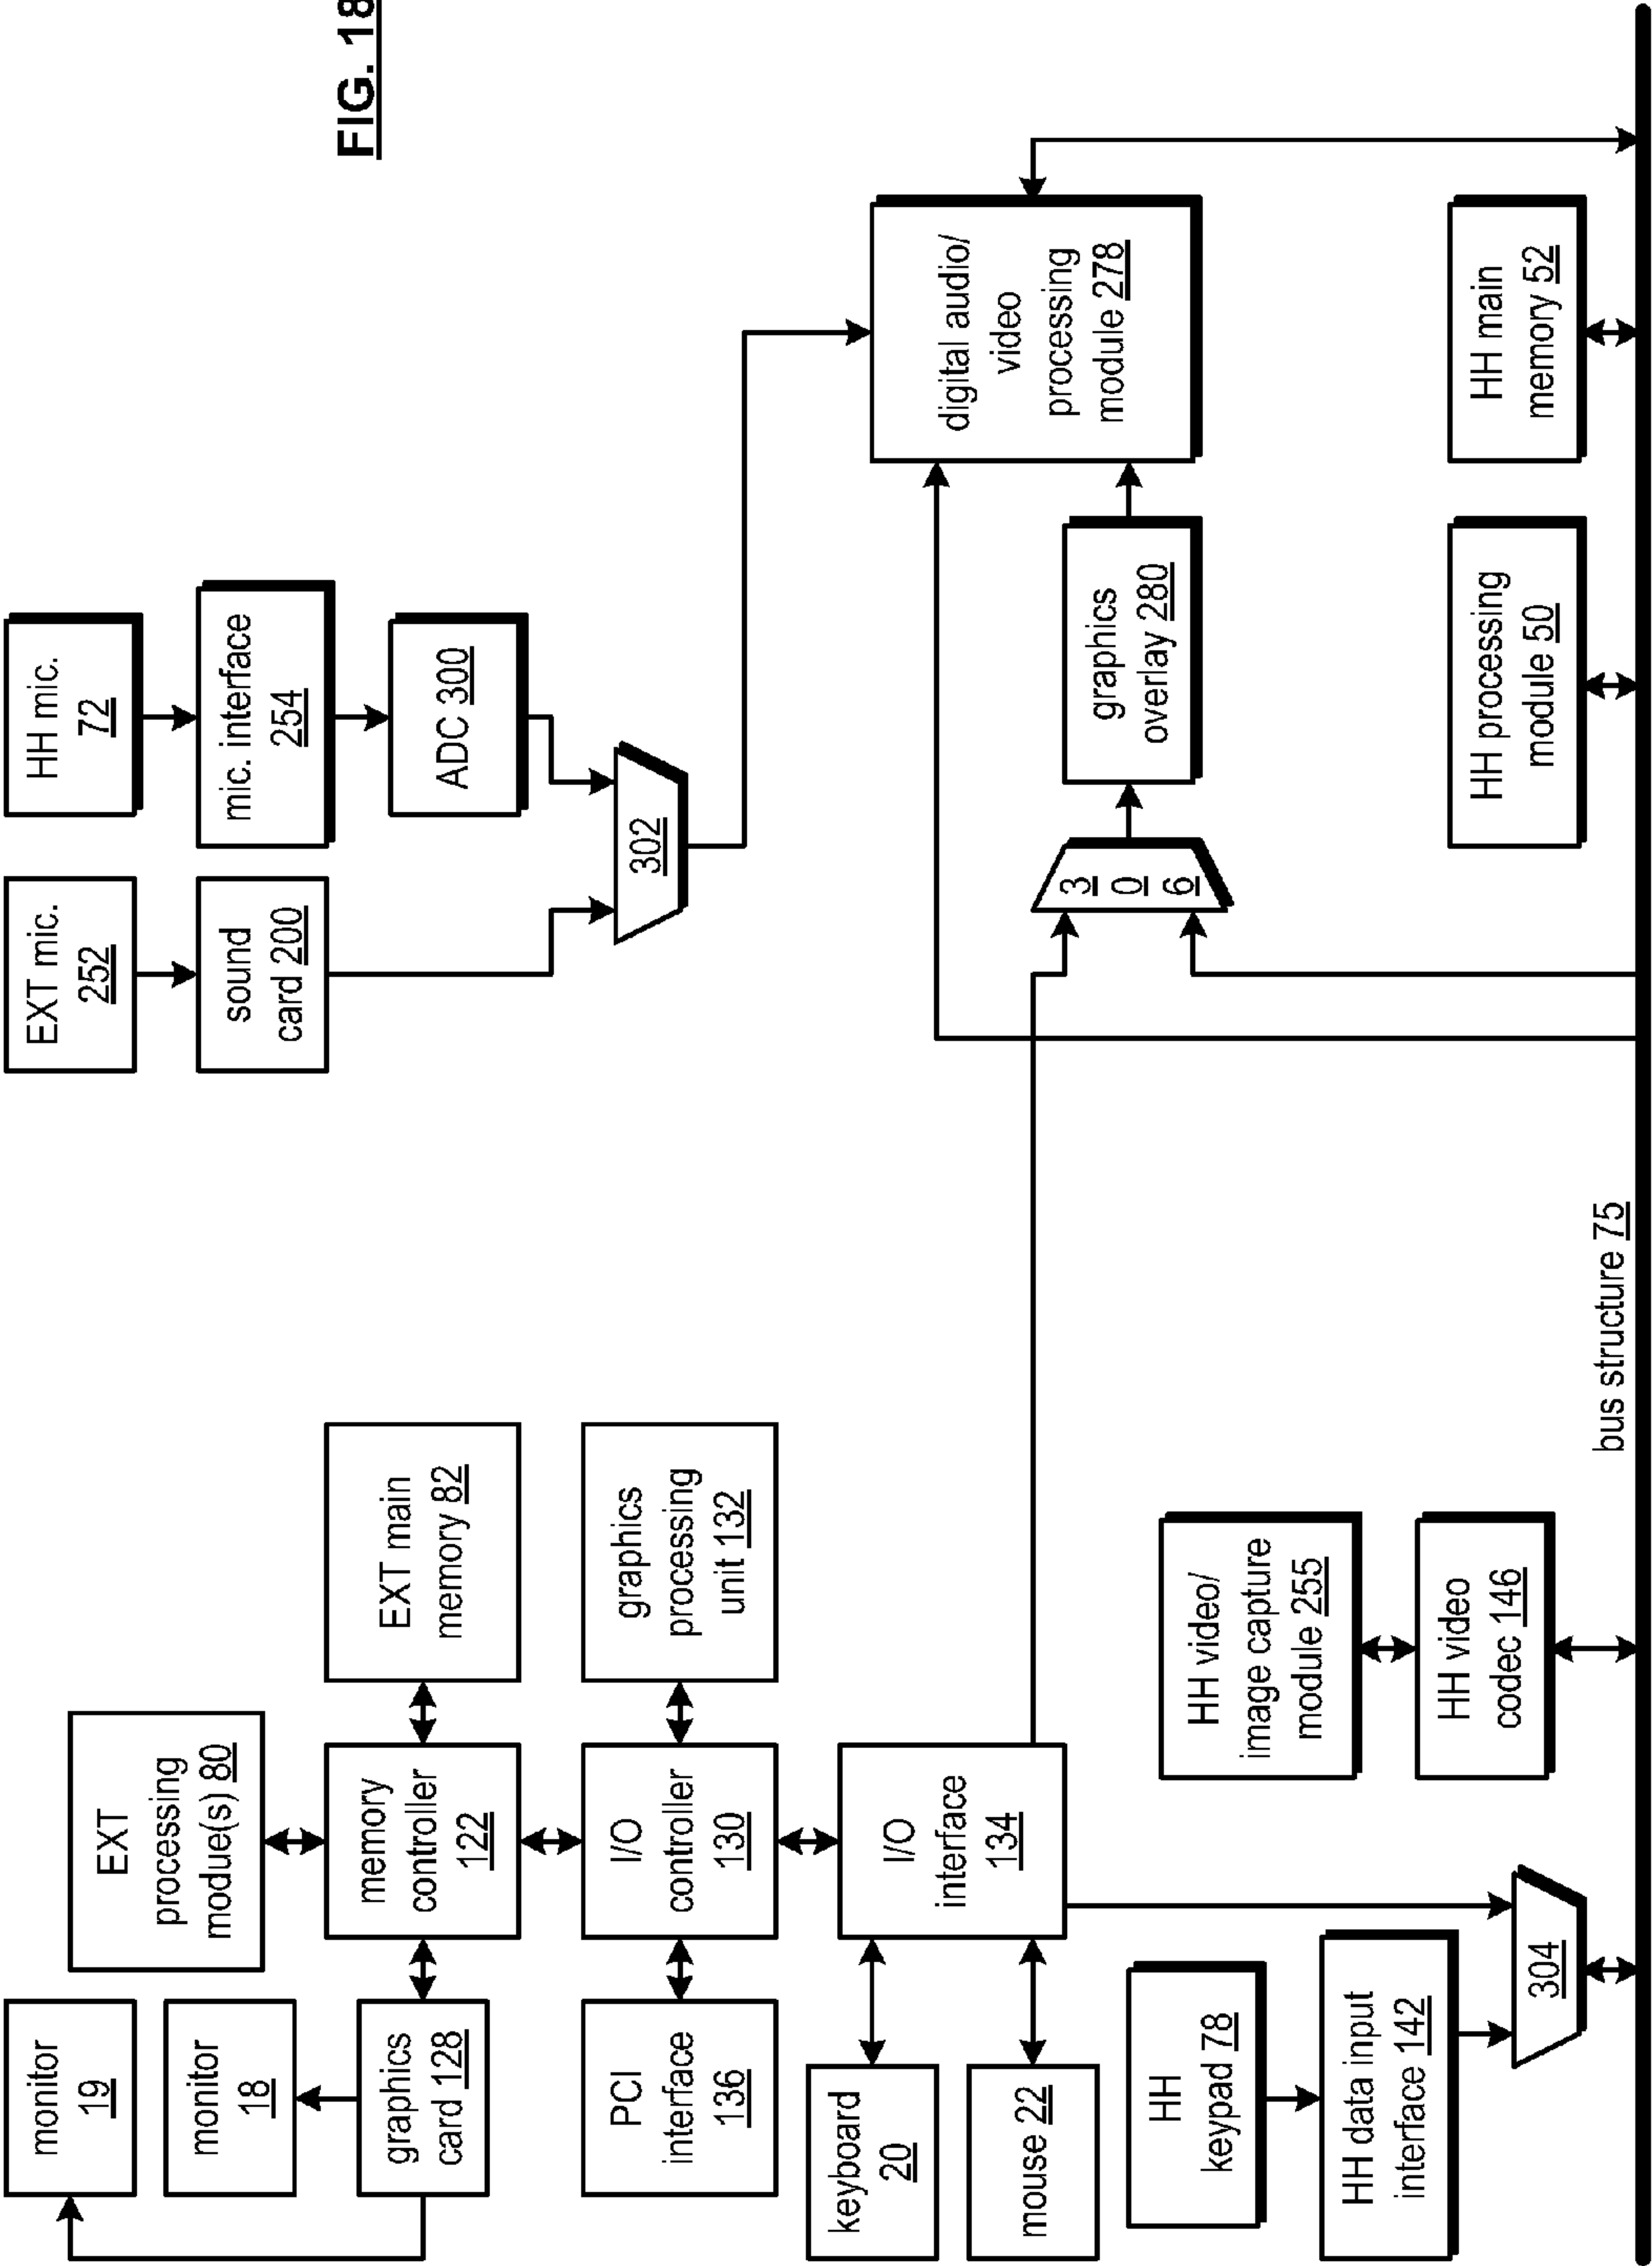 FIG. 18
monitor
19
monitor
18
graphics
card 128
EXT
processing
modue(s) 80
memory
controller
122
EXT main
memory 82
PCI
interface
136
I/O
controller
130
graphics
processing
unit 132
keyboard
20
mouse 22
I/O
interface
134
HH
keypad 78
HH data input
interface 142
304
HH video/
image capture
module 255
HH video
codec 146
bus structure 75
EXT mic.
252
sound
card 200
HH mic.
72
mic. interface
254
ADC 300
302
306
graphics
overlay 280
digital audio/
video
processing
module 278
HH processing
module 50
HH main
memory 52